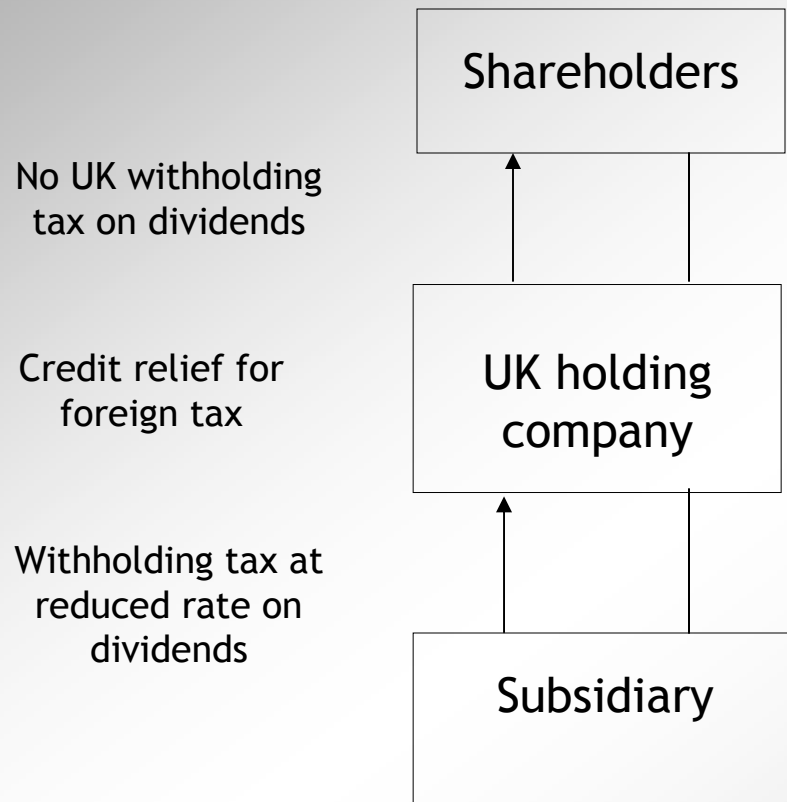 Shareholders
No UK withholding
tax on dividends
Credit relief for
foreign tax
UK holding
company
Withholding tax at
reduced rate on
dividends
Subsidiary